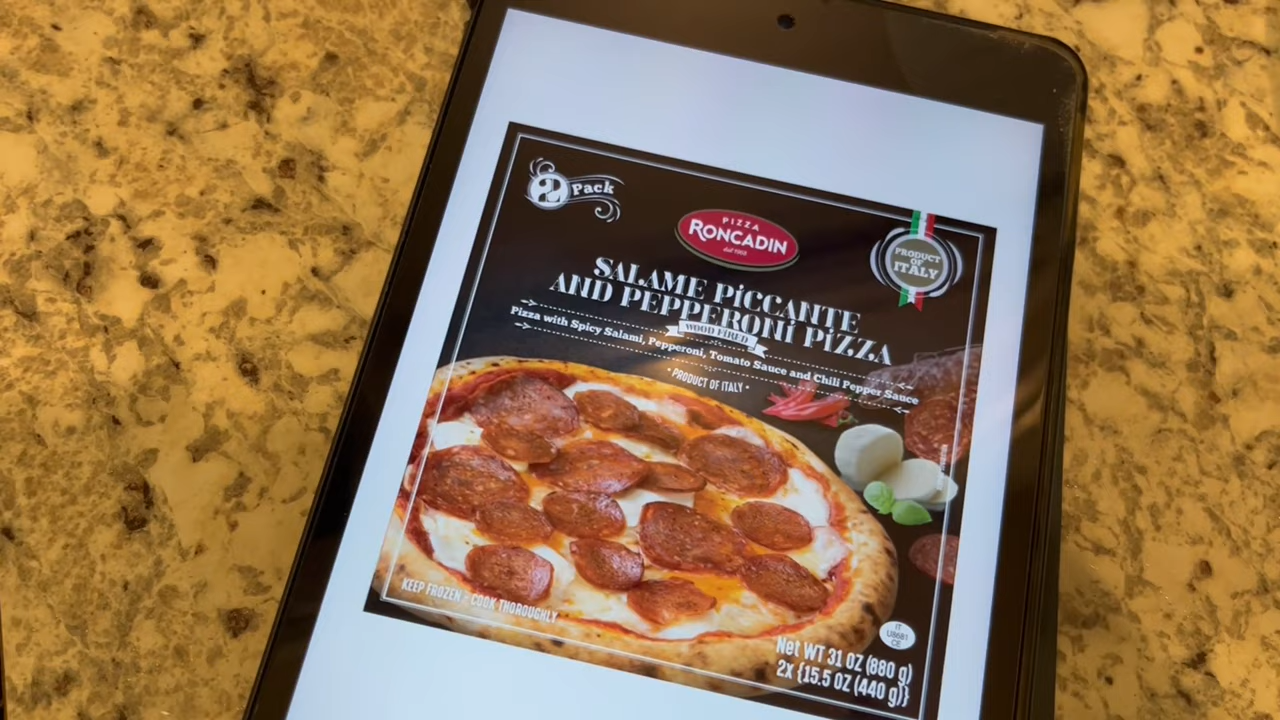 2 Pack
PIZZA
RONCADIN
PRODUCT
OF
ITALY
SALAME PiCCANTE
AND PEPPERONi PiZZA
WOOD FIRED
Pizza with Spicy Salami, Pepperoni, Tomato Sauce and Chili Pepper Sauce
• PRODUCT OF ITALY •
KEEP FROZEN - COOK THOROUGHLY
IT
U8681
CE
Net WT 31 OZ (880 g)
2X {15.5 OZ (440 g)}